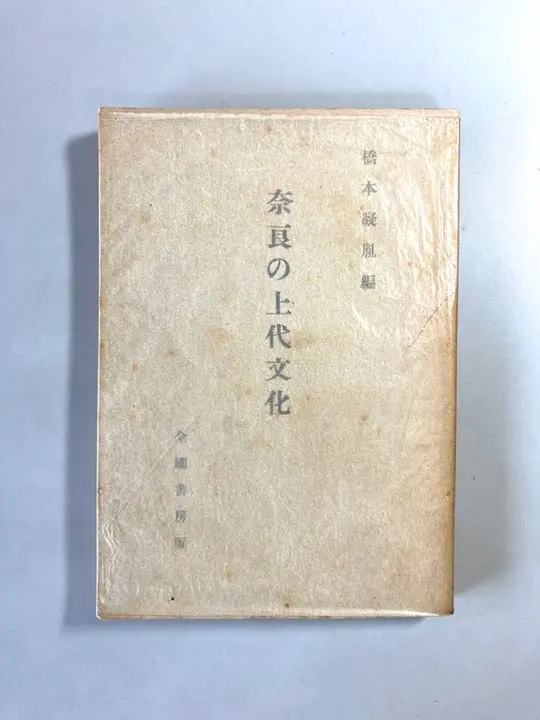 橋本凝胤編
奈良の上代文化
全國書房版